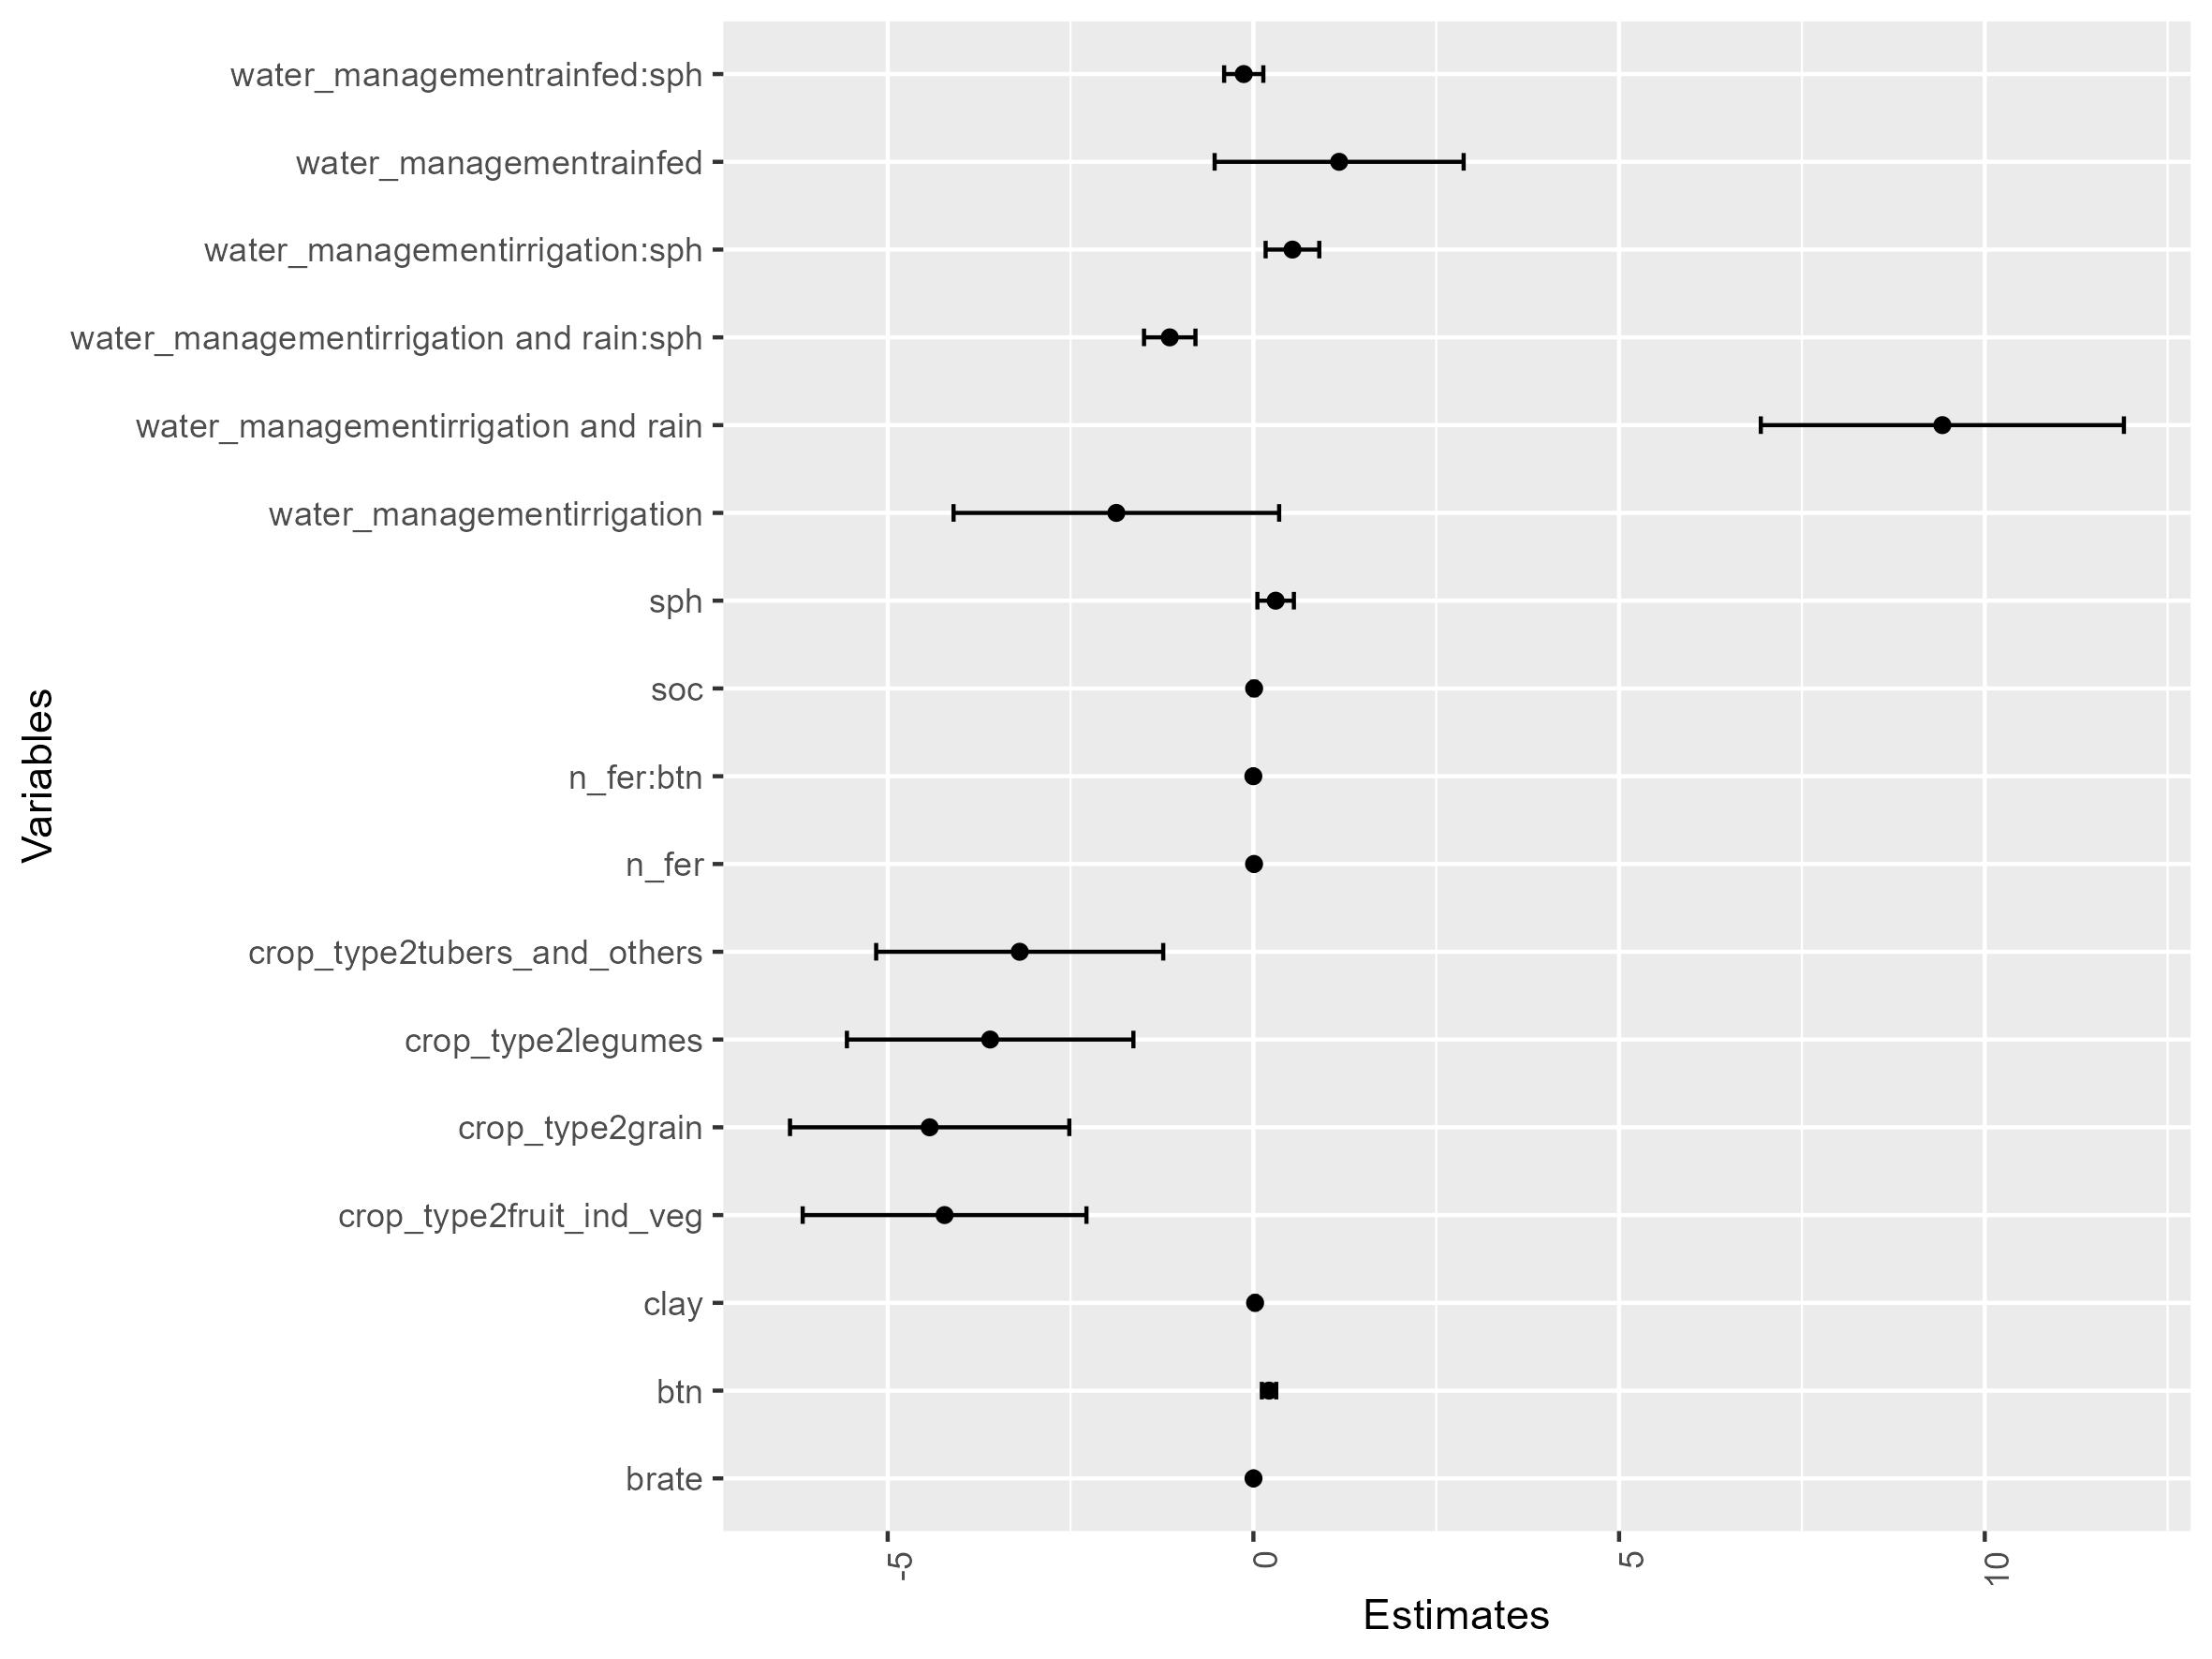 water_managementrainfed:sph
water_managementrainfed
water_managementirrigation:sph
water_managementirrigation and rain:sph
water_managementirrigation and rain
water_managementirrigation
sph
soc
n_fer:btn
n_fer
crop_type2tubers_and_others
crop_type2legumes
crop_type2grain
crop_type2fruit_ind_veg
clay
btn
brate
Variables
-5
0
5
10
Estimates